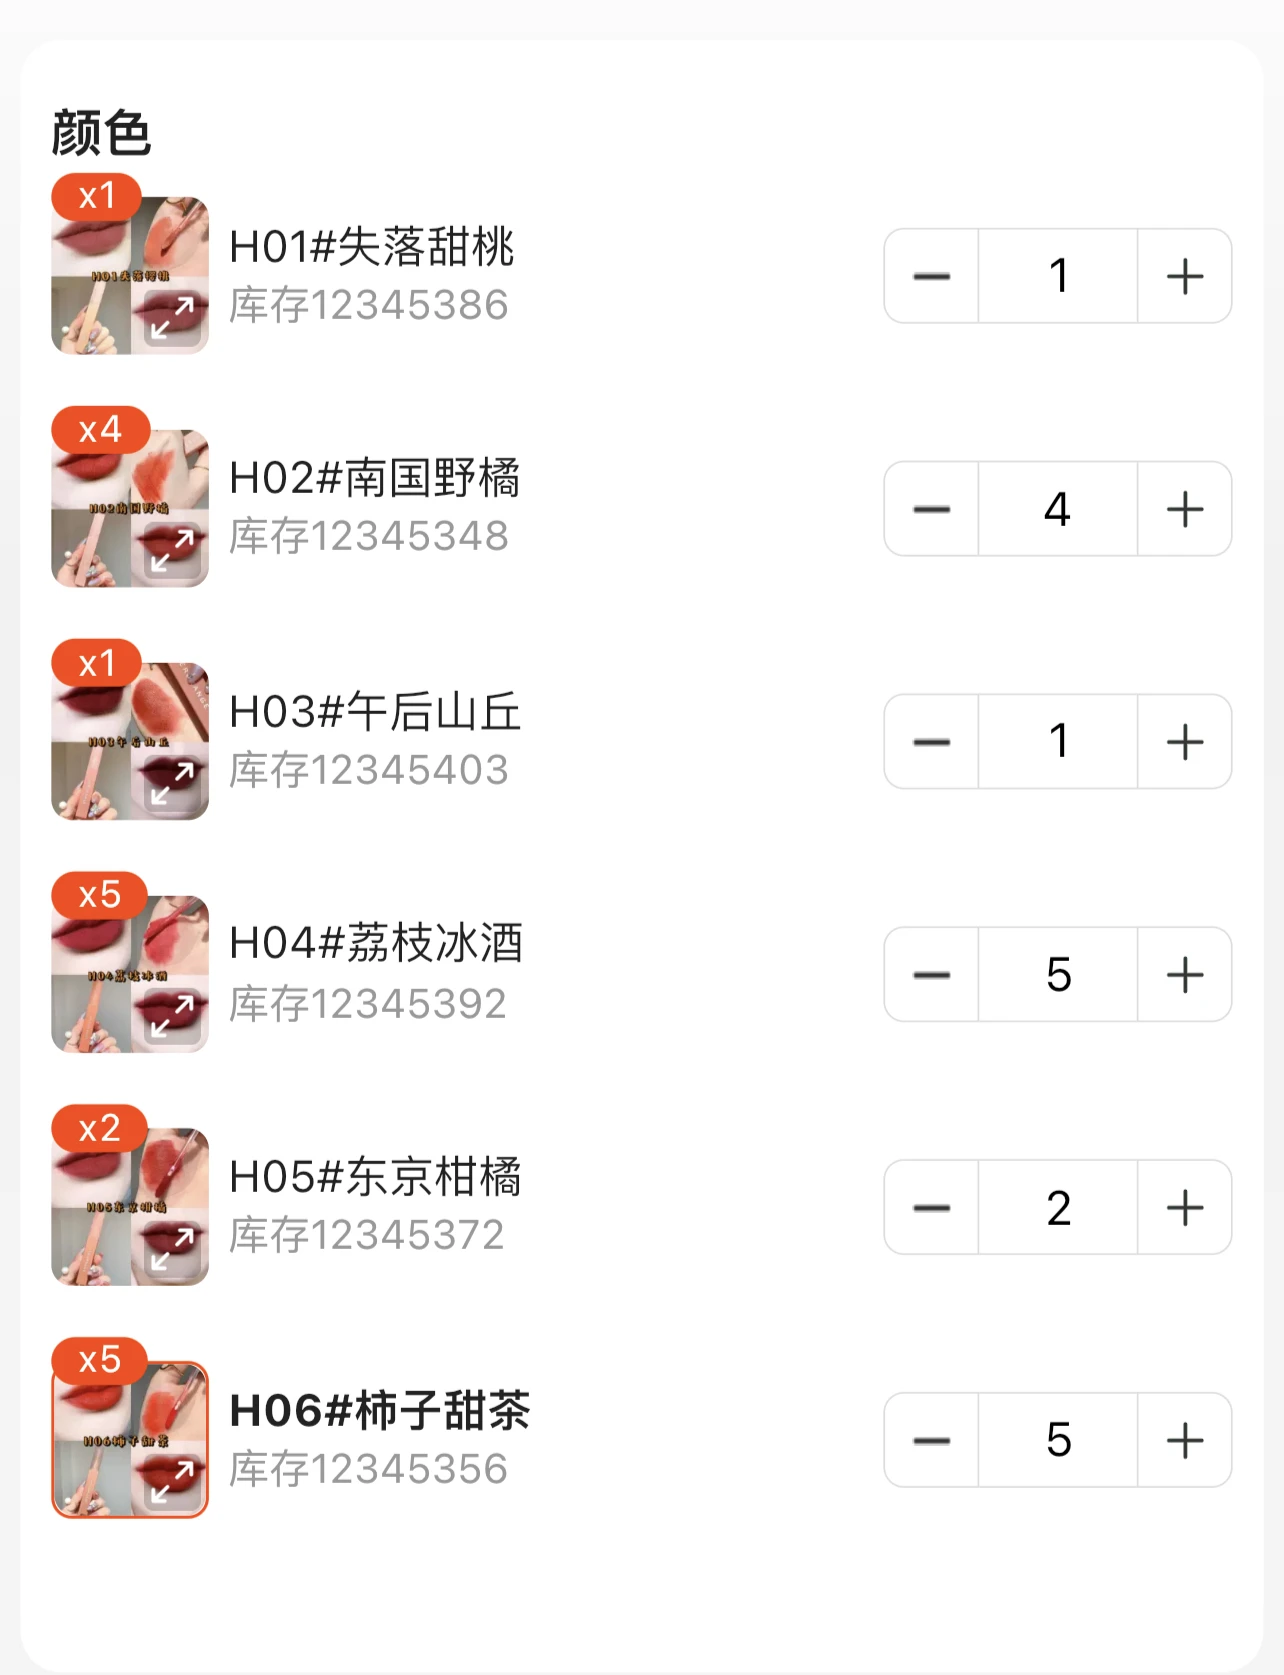 颜色
x1
H01#失落甜桃
库存12345386
1
H01失落樱桃
x4
H02#南国野橘
库存12345348
4
H02南国野橘
x1
H03#午后山丘
库存12345403
1
H03午后山丘
x5
H04#荔枝冰酒
库存12345392
5
H04荔枝冰酒
x2
H05#东京柑橘
库存12345372
2
H05东京柑橘
x5
H06#柿子甜茶
库存12345356
5
H06柿子甜茶